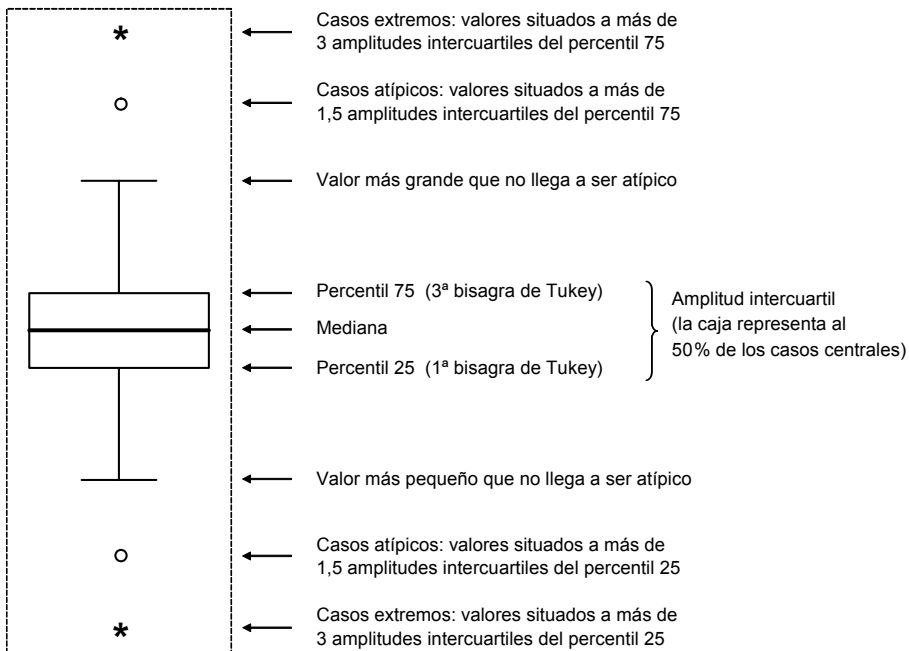 Casos extremos: valores situados a más de
3 amplitudes intercuartiles del percentil 75
Casos atípicos: valores situados a más de
1,5 amplitudes intercuartiles del percentil 75
Valor más grande que no llega a ser atípico
Percentil 75 (3ª bisagra de Tukey)
Mediana
Percentil 25 (1ª bisagra de Tukey)
Amplitud intercuartil
(la caja representa al
50% de los casos centrales)
Valor más pequeño que no llega a ser atípico
Casos atípicos: valores situados a más de
1,5 amplitudes intercuartiles del percentil 25
Casos extremos: valores situados a más de
3 amplitudes intercuartiles del percentil 25